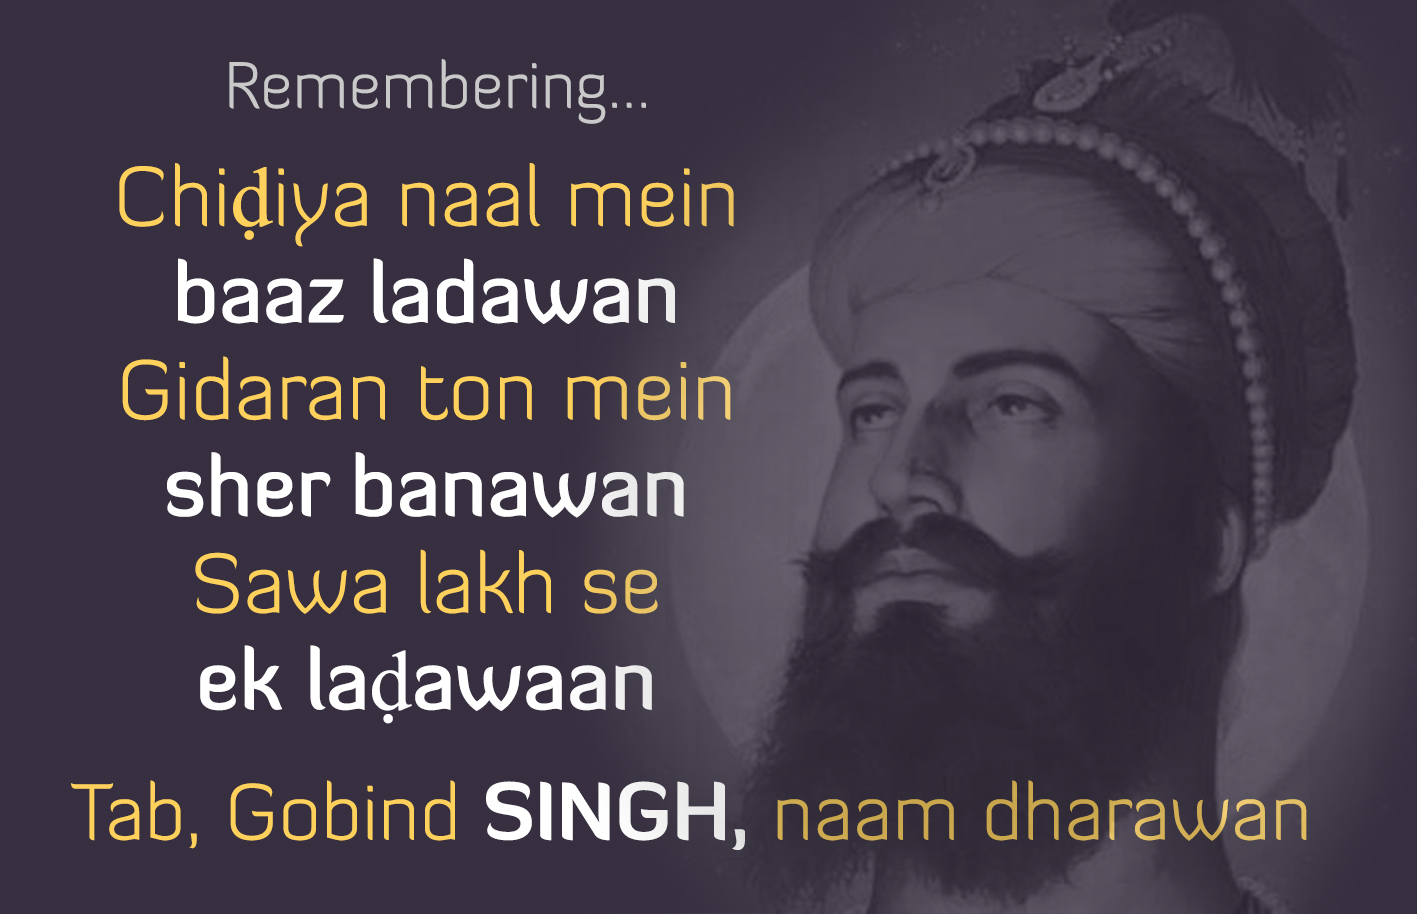 Remembering...
Chiḍiya naal mein
baaz ladawan
Gidaran ton mein
sher banawan
Sawa lakh se
ek laḍawaan
Tab, Gobind SINGH, naam dharawan